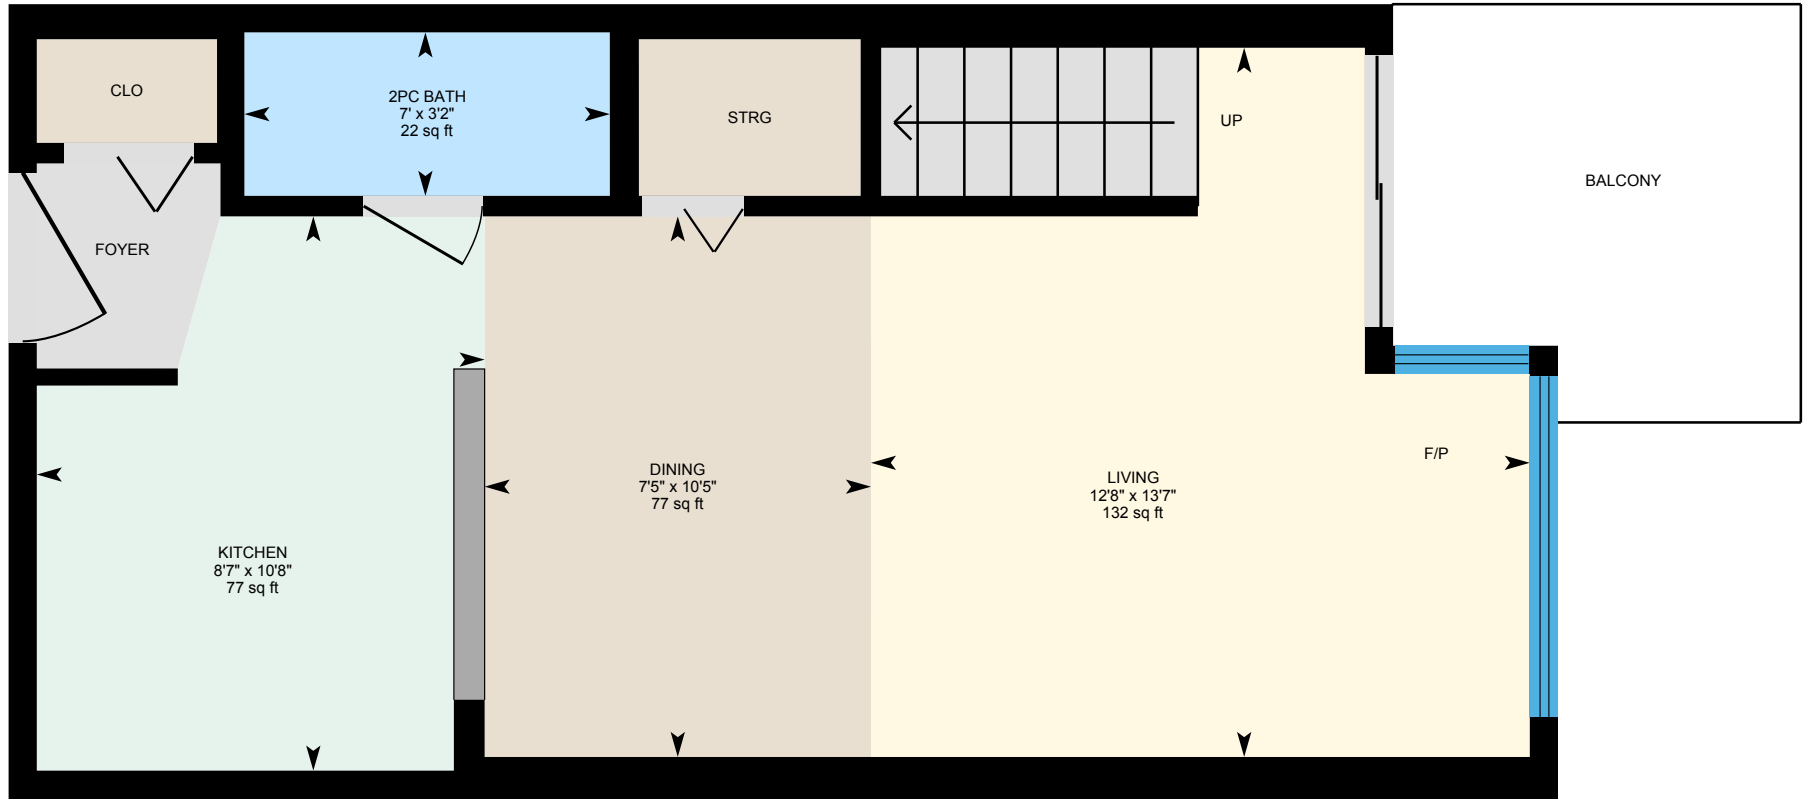 CLO
2PC BATH
7' x 3'2"
22 sq ft
STRG
UP
BALCONY
FOYER
F/P
DINING
7'5" x 10'5"
77 sq ft
LIVING
12'8" x 13'7"
132 sq ft
KITCHEN
8'7" x 10'8"
77 sq ft